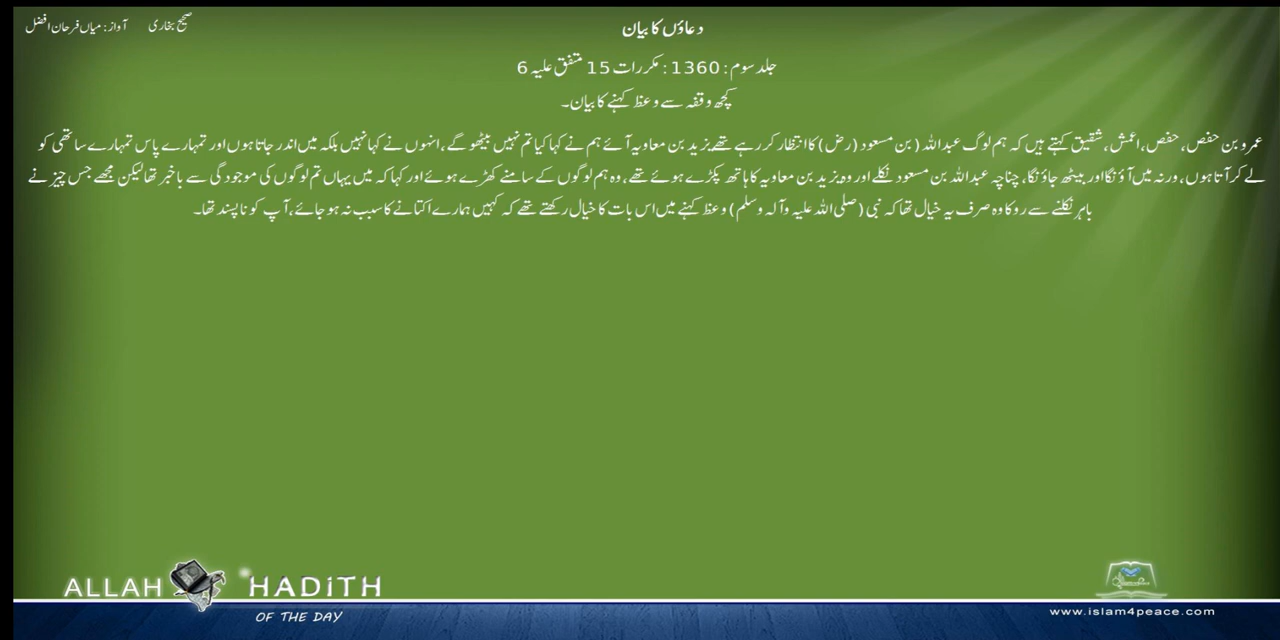 صحیح بخاری
آواز: میاں فرحان افضل
دعاؤں کا بیان
جلد سوم : 1360 : مکررات 15 متفق علیہ 6
کچھ وقفہ سے وعظ کہنے کا بیان۔
عمرو بن حفص، حفص، اعمش، شقیق کہتے ہیں کہ ہم لوگ عبداللہ (بن مسعود (رض) کا انتظار کر رہے تھے یزید بن معاویہ آئے ہم نے کہا کیا تم نہیں بیٹھو گے، انہوں نے کہا نہیں بلکہ میں اندر جاتا ہوں اور تمہارے پاس تمہارے ساتھی کو
لے کر آتا ہوں، ورنہ میں آؤنگا اور بیٹھ جاؤنگا، چناچہ عبداللہ بن مسعود نکلے اور وہ یزید بن معاویہ کا ہاتھ پکڑے ہوئے تھے، وہ ہم لوگوں کے سامنے کھڑے ہوئے اور کہا کہ میں یہاں تم لوگوں کی موجودگی سے باخبر تھا لیکن مجھے جس چیز نے
باہر نکلنے سے روکا وہ صرف یہ خیال تھا کہ نبی (صلی اللہ علیہ وآلہ وسلم) وعظ کہنے میں اس بات کا خیال رکھتے تھے کہ کہیں ہمارے اکتانے کا سبب نہ ہو جائے، آپ کو ناپسند تھا۔
ALLAH HADITH
OF THE DAY
www.islam4peace.com